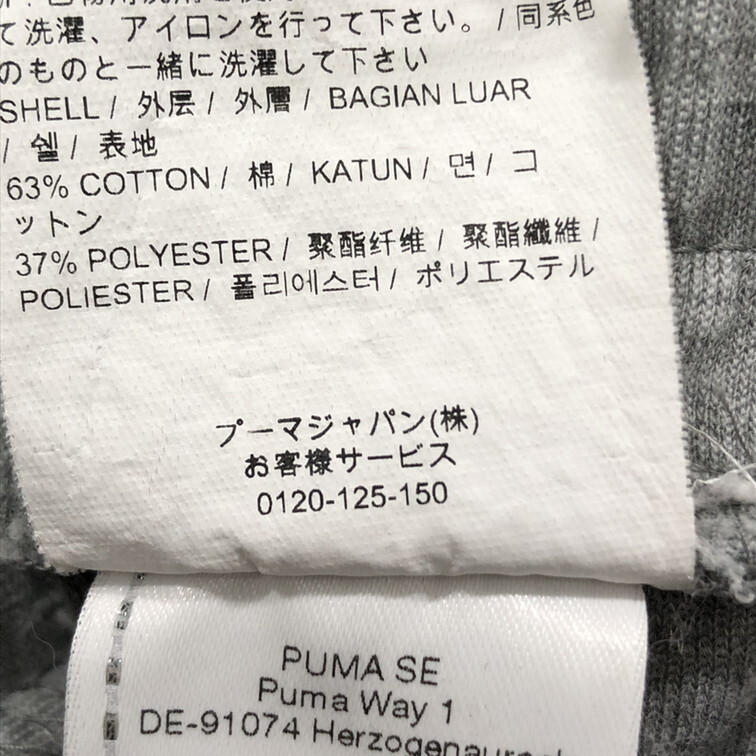 て洗濯、アイロンを行って下さい。/ 同系色
のものと一緒に洗濯して下さい
SHELL / 外层 / 外層 / BAGIAN LUAR
/ 쉘 / 表地
63% COTTON / 棉 / KATUN / 면 / コ
ットン
37% POLYESTER / 聚酯纤维 / 聚酯纖維 /
POLIESTER / 폴리에스터 / ポリエステル
プーマジャパン(株)
お客様サービス
0120-125-150
PUMA SE
Puma Way 1
DE-91074